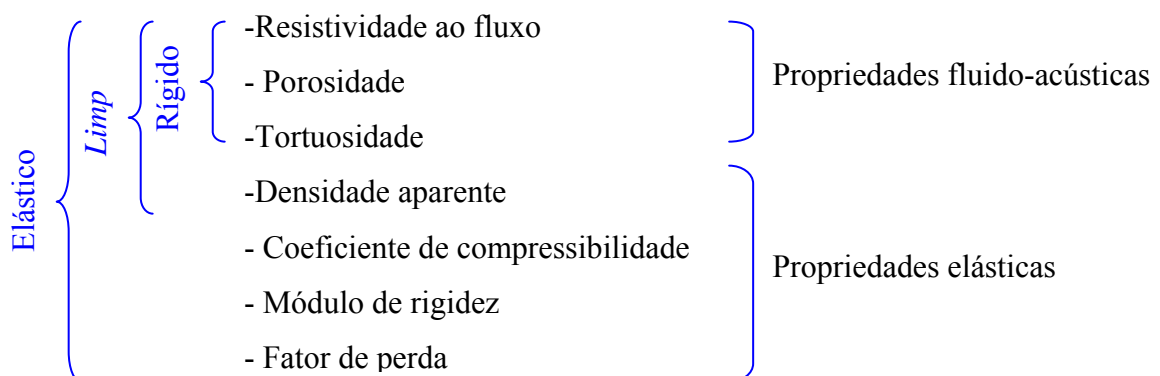 Elástico
Limp
Rígido
-Resistividade ao fluxo
- Porosidade
-Tortuosidade
-Densidade aparente
- Coeficiente de compressibilidade
- Módulo de rigidez
- Fator de perda
Propriedades fluido-acústicas
Propriedades elásticas